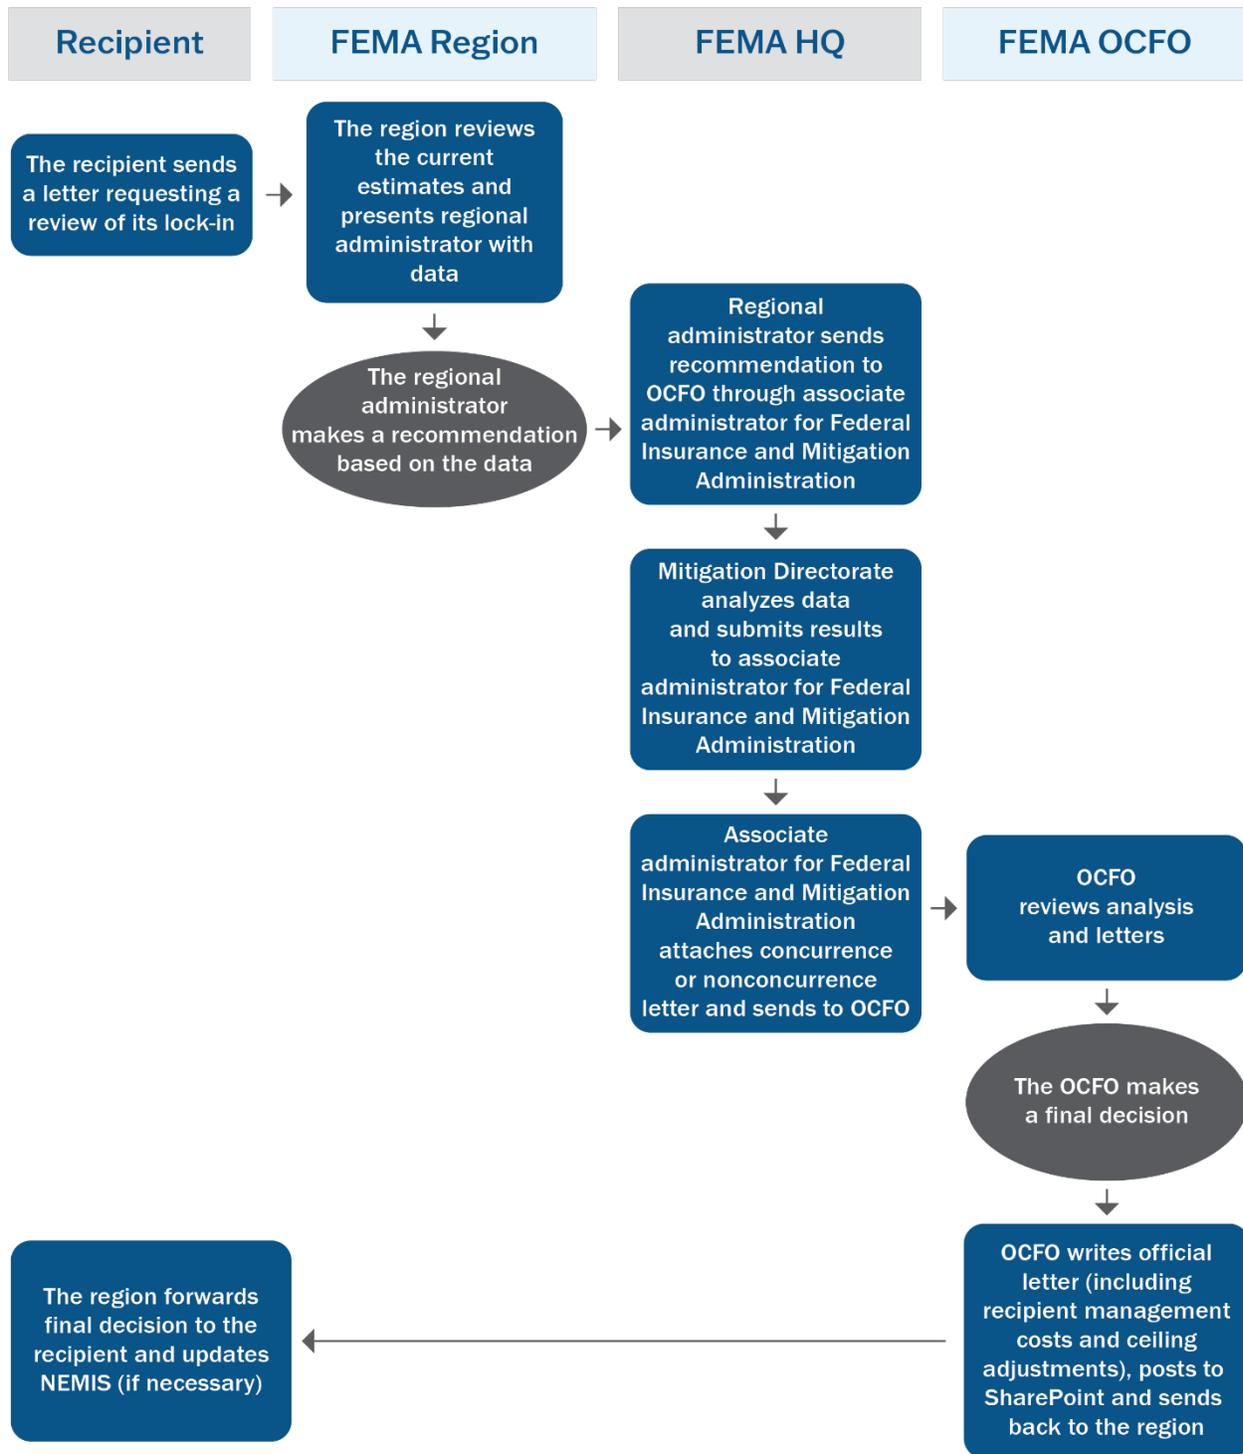 Recipient
FEMA Region
FEMA HQ
FEMA OCFO
The recipient sends
a letter requesting a
review of its lock-in
The region reviews
the current
estimates and
presents regional
administrator with
data
The regional
administrator
makes a recommendation
based on the data
Regional
administrator sends
recommendation to
OCFO through associate
administrator for Federal
Insurance and Mitigation
Administration
Mitigation Directorate
analyzes data
and submits results
to associate
administrator for Federal
Insurance and Mitigation
Administration
Associate
administrator for Federal
Insurance and Mitigation
Administration
attaches concurrence
or nonconcurrence
letter and sends to OCFO
OCFO
reviews analysis
and letters
The OCFO makes
a final decision
OCFO writes official
letter (including
recipient management
costs and ceiling
adjustments), posts to
SharePoint and sends
back to the region
The region forwards
final decision to the
recipient and updates
NEMIS (if necessary)